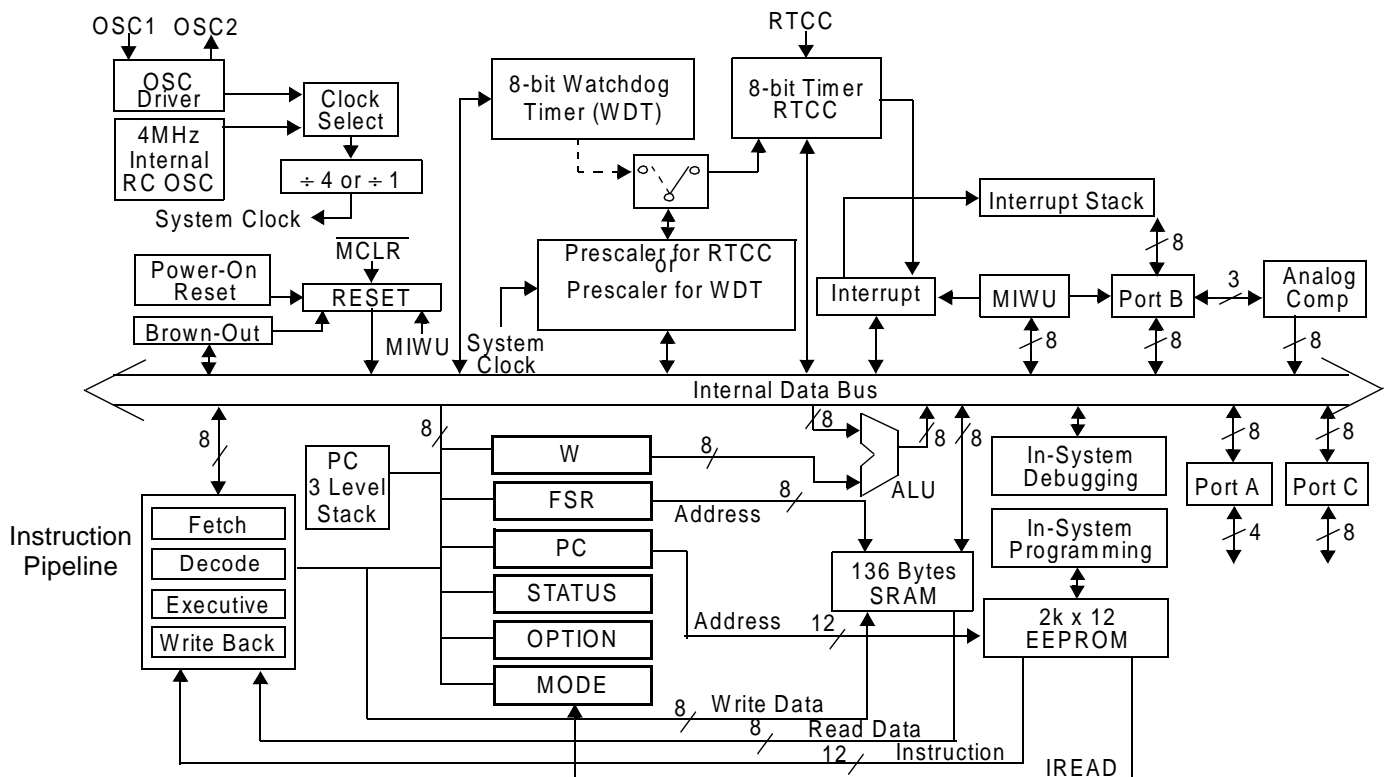 OSC1 OSC2
RTCC
OSC
Driver
Clock
Select
4MHz
Internal
RC OSC
÷ 4 or ÷ 1
System Clock
8-bit Watchdog
Timer (WDT)
8-bit Timer
RTCC
Interrupt Stack
8
MCLR
Power-On
Reset
RESET
Brown-Out
MIWU
System
Clock
Prescaler for RTCC
or
Prescaler for WDT
Interrupt
MIWU
Port B
3
Analog
Comp
8
8
8
Internal Data Bus
8
8
8
8
8
8
8
PC
3 Level
Stack
W
8
ALU
In-System
Debugging
Port A
Port C
Instruction
Pipeline
Fetch
Decode
Executive
Write Back
FSR
8
Address
PC
STATUS
OPTION
MODE
136 Bytes
SRAM
In-System
Programming
4
8
Address
12
2k x 12
EEPROM
8
Write Data
8
Read Data
12
Instruction
IREAD